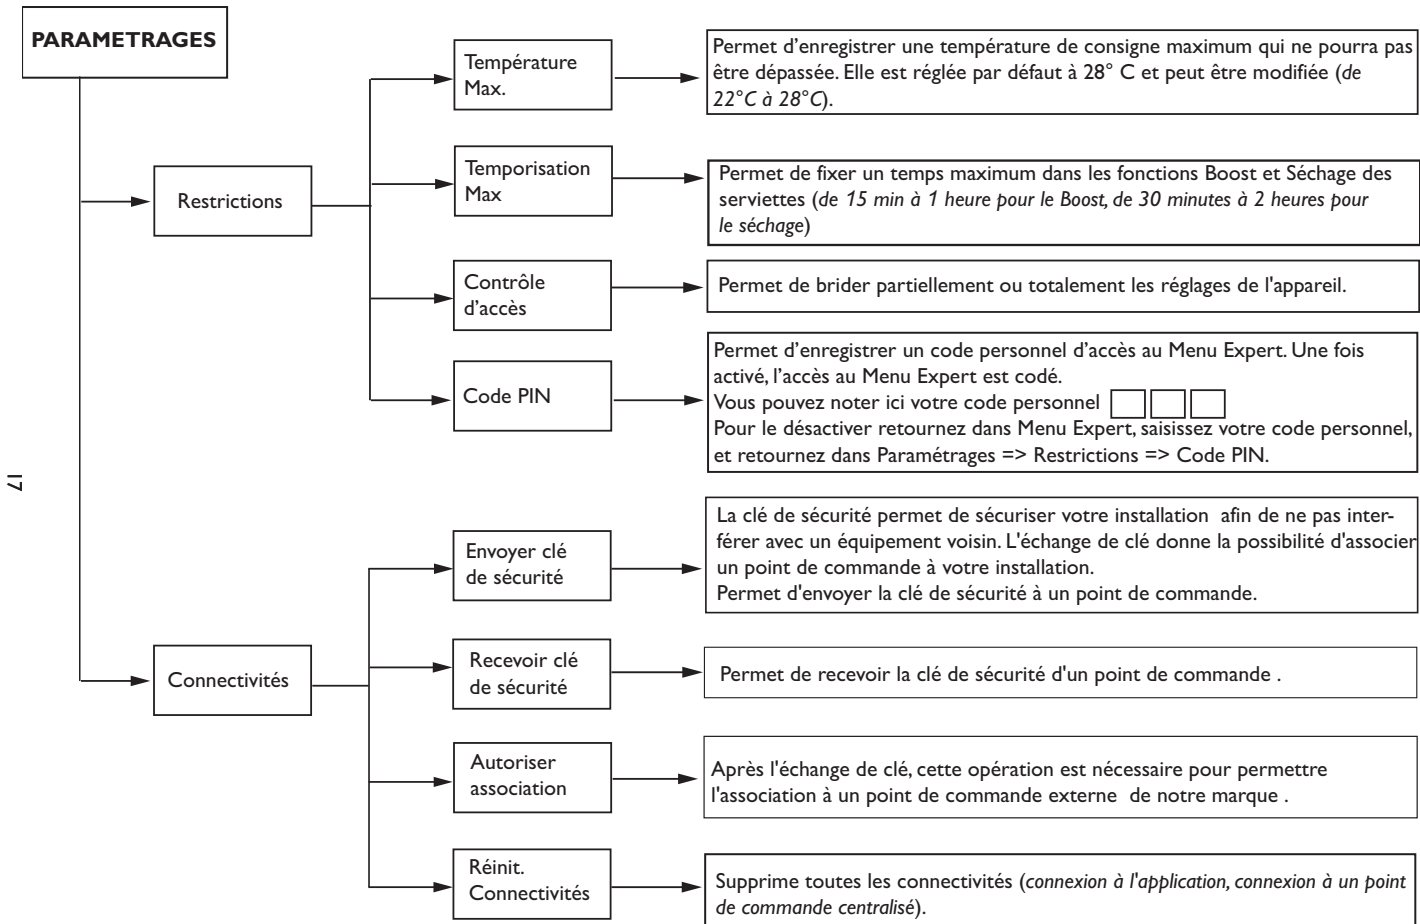 PARAMETRAGES
Température
Max.
Permet d’enregistrer une température de consigne maximum qui ne pourra pas
être dépassée. Elle est réglée par défaut à 28° C et peut être modifiée (de
22°C à 28°C).
Restrictions
Temporisation
Max
Permet de fixer un temps maximum dans les fonctions Boost et Séchage des
serviettes (de 15 min à 1 heure pour le Boost, de 30 minutes à 2 heures pour
le séchage)
Contrôle
d’accès
Permet de brider partiellement ou totalement les réglages de l'appareil.
Code PIN
Permet d’enregistrer un code personnel d’accès au Menu Expert. Une fois
activé, l’accès au Menu Expert est codé.
Vous pouvez noter ici votre code personnel
Pour le désactiver retournez dans Menu Expert, saisissez votre code personnel,
et retournez dans Paramétrages => Restrictions => Code PIN.
17
Connectivités
Envoyer clé
de sécurité
La clé de sécurité permet de sécuriser votre installation afin de ne pas inter-
férer avec un équipement voisin. L'échange de clé donne la possibilité d'associer
un point de commande à votre installation.
Permet d'envoyer la clé de sécurité à un point de commande.
Recevoir clé
de sécurité
Permet de recevoir la clé de sécurité d'un point de commande .
Autoriser
association
Après l'échange de clé, cette opération est nécessaire pour permettre
l'association à un point de commande externe de notre marque .
Réinit.
Connectivités
Supprime toutes les connectivités (connexion à l'application, connexion à un point
de commande centralisé).